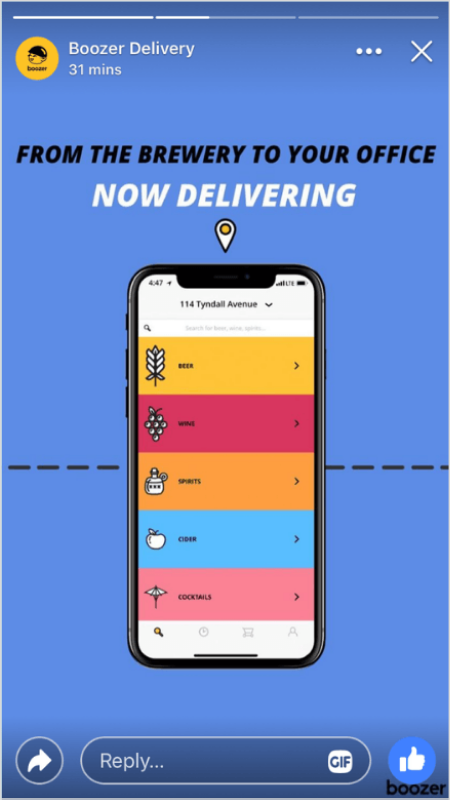 boozer
Boozer Delivery
31 mins
FROM THE BREWERY TO YOUR OFFICE
NOW DELIVERING
4:47
LTE
114 Tyndall Avenue
Search for beer, wine, spirits...
BEER
WINE
SPIRITS
CIDER
COCKTAILS
Reply...
GIF
boozer